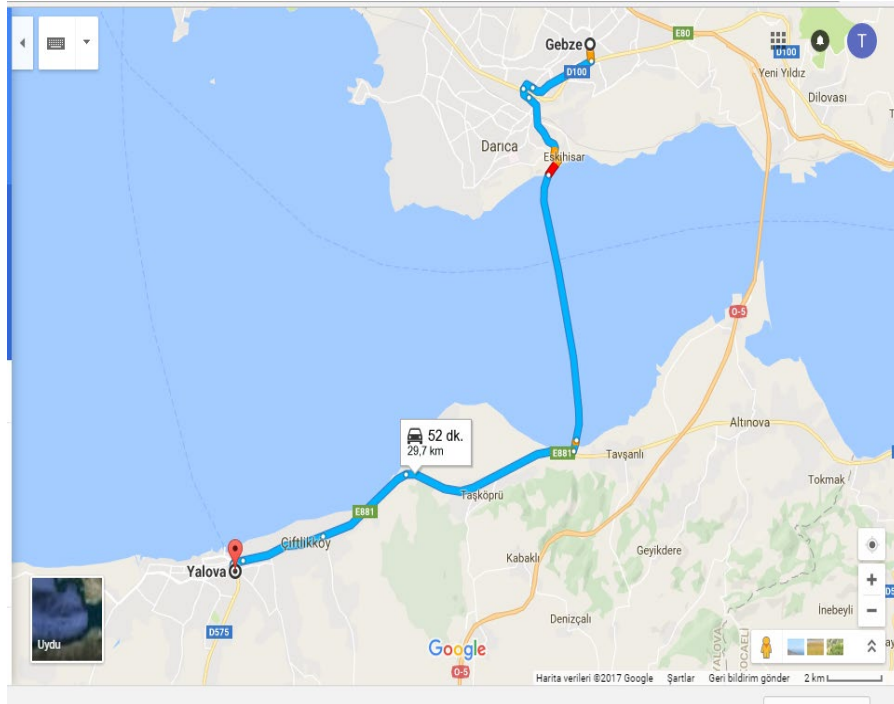 Gebze
E80
D100
D100
T
Yeni Yıldız
Dilovası
Darıca
Eskihisar
O-5
52 dk.
29,7 km
Altınova
E881
Tavşanlı
Taşköprü
Tokmak
E881
Çiftlikköy
Kabaklı
Geyikdere
Yalova
İnebeyli
Denizçalı
Uydu
D575
YALOVA
KOCAELİ
Google
O-5
Harita verileri ©2017 Google Şartlar Geri bildirim gönder 2 km